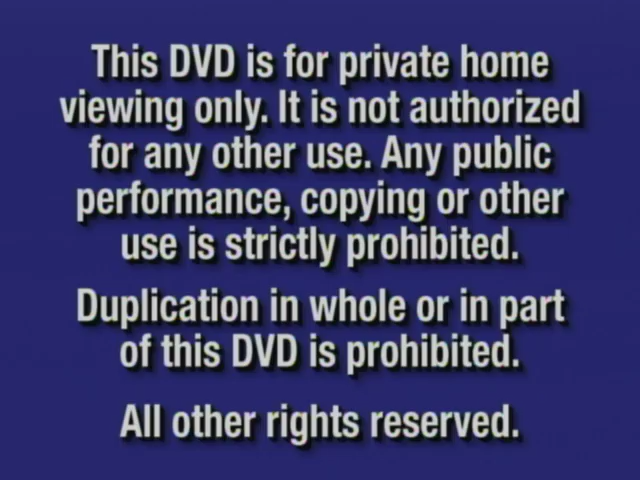 This DVD is for private home
viewing only. It is not authorized
for any other use. Any public
performance, copying or other
use is strictly prohibited.
Duplication in whole or in part
of this DVD is prohibited.
All other rights reserved.